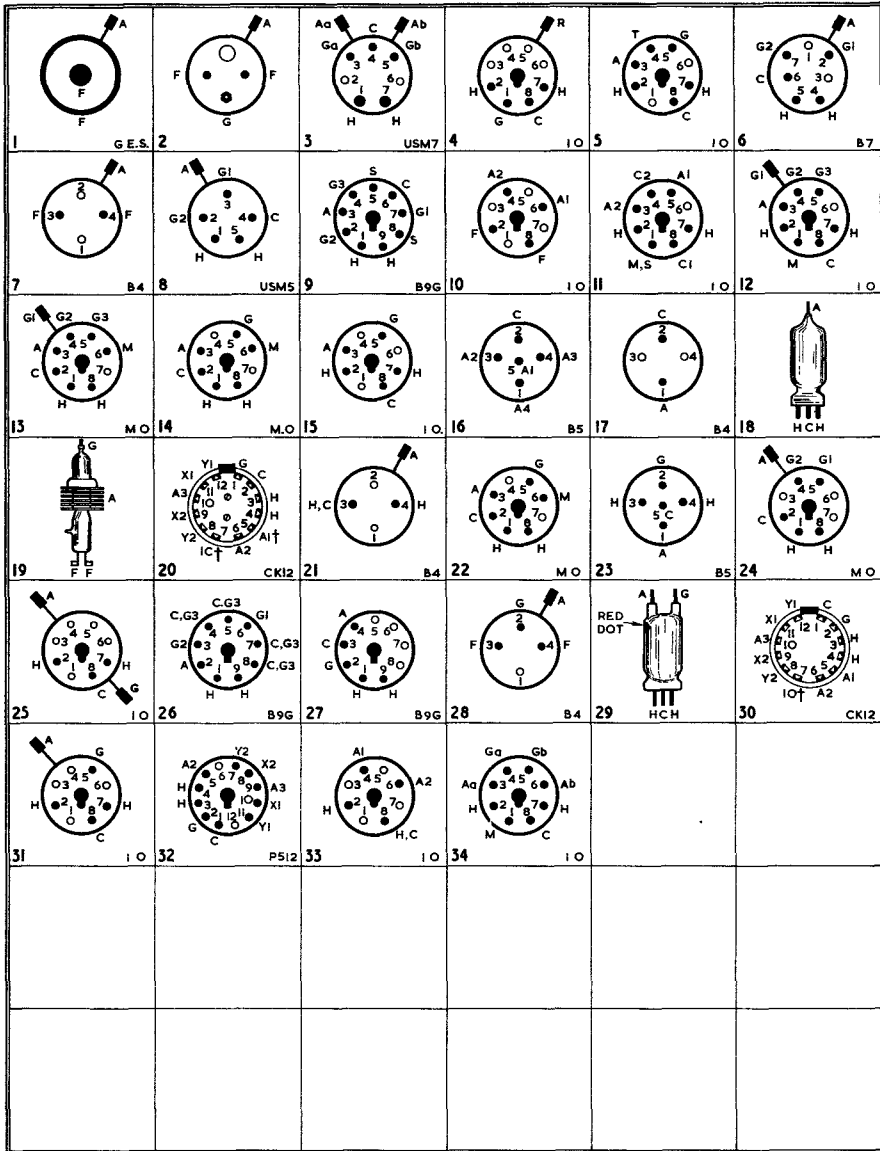 A
F
F
1 G.E.S.
A
F F
G
2
Aa C Ab
Ga Gb
3 4 5
2 6
1 7
H H
3 USM7
R
4 5
3 6
H 2 7 H
1 8
G C
4 I O
T G
4 5
A 3 6
H 2 7 H
1 8
C
5 I O
A
G2 1 G1
7 2
C 6 3
5 4
H H
6 B7
A
2
F 3 4 F
1
7 B4
A G1
3
G2 2 4 C
1 5
H H
8 USM5
S
G3 C
4 5 6
A 3 7 G1
G2 2 8 S
1 9
H H
9 B9G
A2
4 5
3 6 A1
F 2 7
1 8
F
10 I O
C2 A1
4 5
A2 3 6
H 2 7 H
1 8
M,S C1
11 I O
G1 G2 G3
4 5
A 3 6
H 2 7 H
1 8
M C
12 I O
G1 G2 G3
4 5
A 3 6 M
C 2 7
1 8
H H
13 M O
G
4 5
A 3 6 M
C 2 7
1 8
H H
14 M.O
G
4 5
A 3 6
H 2 7 H
1 8
C
15 I O.
C
2
A2 3 4 A3
5 A1
1
A4
16 B5
C
2
3 4
1
A
17 B4
A
H C H
18
G
A
F F
19
Y1 G
X1 C
12 1
A3 11 2 H
10 3
X2 9 4 H
8 7 6 5
Y2 A1†
IC† A2
20 CK12
A
2
H,C 3 4 H
1
21 B4
G
4 5
A 3 6 M
C 2 7
1 8
H H
22 M O
G
2
H 3 4 H
5
C
1
A
23 B5
A G2 G1
4 5
3 6
C 2 7
1 8
H H
24 M O
A
4 5
3 6
H 2 7 H
1 8
C G
25 I O
C,G3
C,G3 G1
4 5 6
G2 3 7 C,G3
A 2 8 C,G3
1 9
H H
26 B9G
A
4 5 6
C 3 7
G 2 8
1 9
H H
27 B9G
G A
2
F 3 4 F
1
28 B4
A G
RED
DOT
H C H
29
Y1 C
X1 G
12 1
A3 11 2 H
10 3
X2 9 4 H
8 7 6 5
Y2 A1
IO† A2
30 CK12
A G
4 5
3 6
H 2 7 H
1 8
C
31 I O
Y2
A2 6 7 X2
H 5 8 A3
4 9
H 3 10 X1
2 11
G 1 12 Y1
C
32 P512
A1
4 5
3 6 A2
H 2 7
1 8
H,C
33 I O
Ga Gb
4 5
Aa 3 6 Ab
H 2 7 H
1 8
M C
34 I O